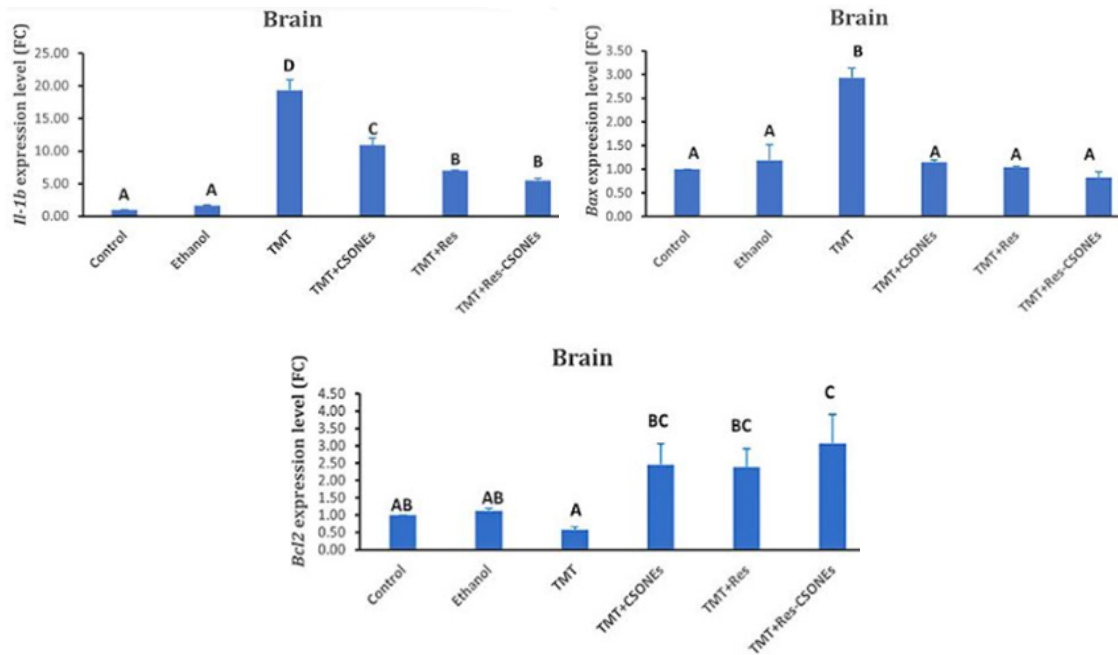 Brain
Il-1b expression level (FC)
25.00
20.00
15.00
10.00
5.00
0.00
A
A
D
C
B
B
Control
Ethanol
TMT
TMT+CSONEs
TMT+Res
TMT+Res-CSONEs
Brain
Bax expreeion level (FC)
3.50
3.00
2.50
2.00
1.50
1.00
0.50
0.00
A
A
B
A
A
A
Control
Ethanol
TMT
TMT+CSONEs
TMT+Res
TMT+Res-CSONEs
Brain
Bcl2 expression level (FC)
4.50
4.00
3.50
3.00
2.50
2.00
1.50
1.00
0.50
0.00
AB
AB
A
BC
BC
C
Control
Ethanol
TMT
TMT+CSONEs
TMT+Res
TMT+Res-CSONEs